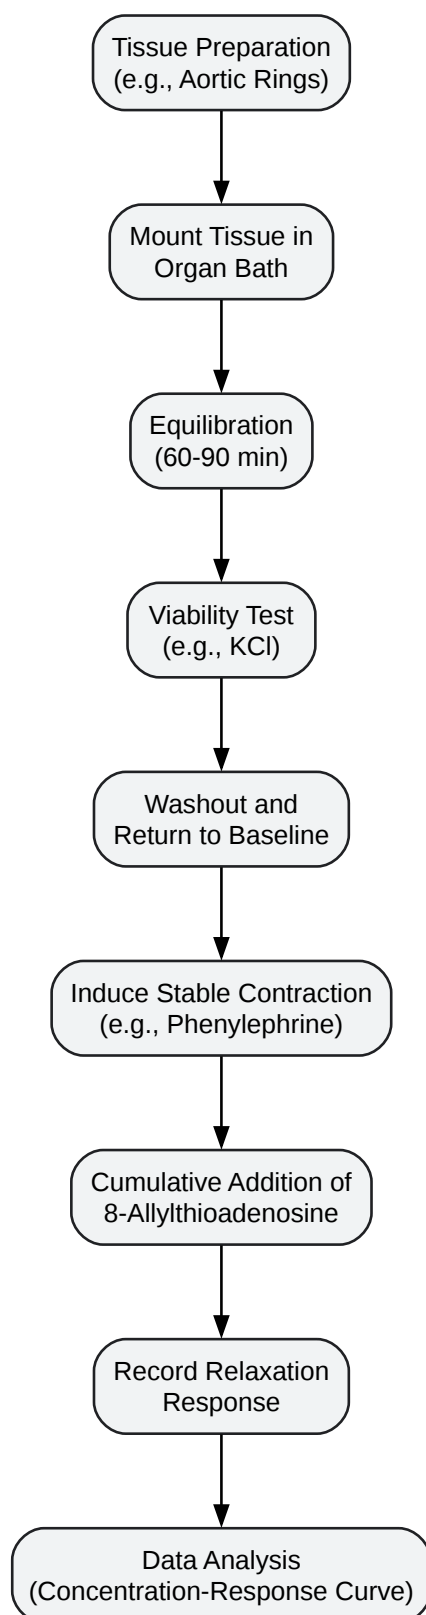 Tissue Preparation
(e.g., Aortic Rings)
Mount Tissue in
Organ Bath
Equilibration
(60-90 min)
Viability Test
(e.g., KCl)
Washout and
Return to Baseline
Induce Stable Contraction
(e.g., Phenylephrine)
Cumulative Addition of
8-Allylthioadenosine
Record Relaxation
Response
Data Analysis
(Concentration-Response Curve)